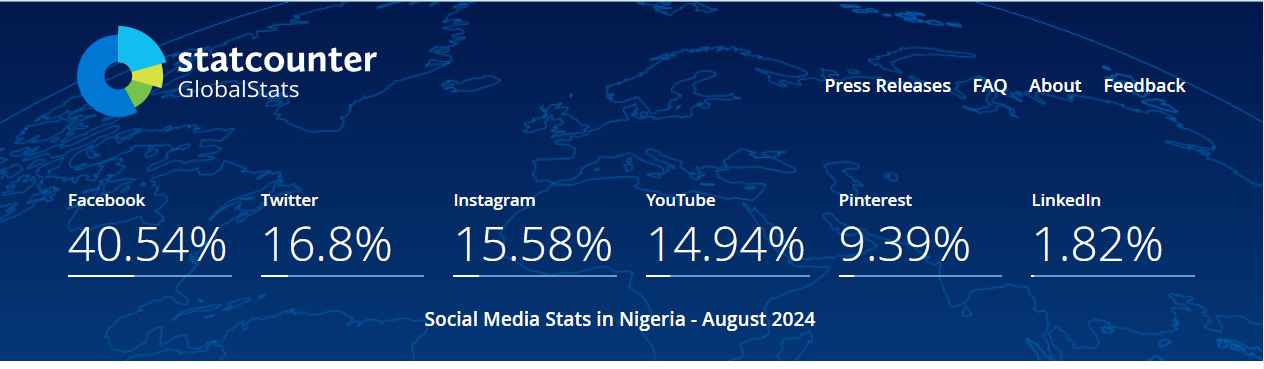 statcounter
GlobalStats
Press Releases FAQ About Feedback
Facebook Twitter Instagram YouTube Pinterest LinkedIn
40.54% 16.8% 15.58% 14.94% 9.39% 1.82%
Social Media Stats in Nigeria - August 2024